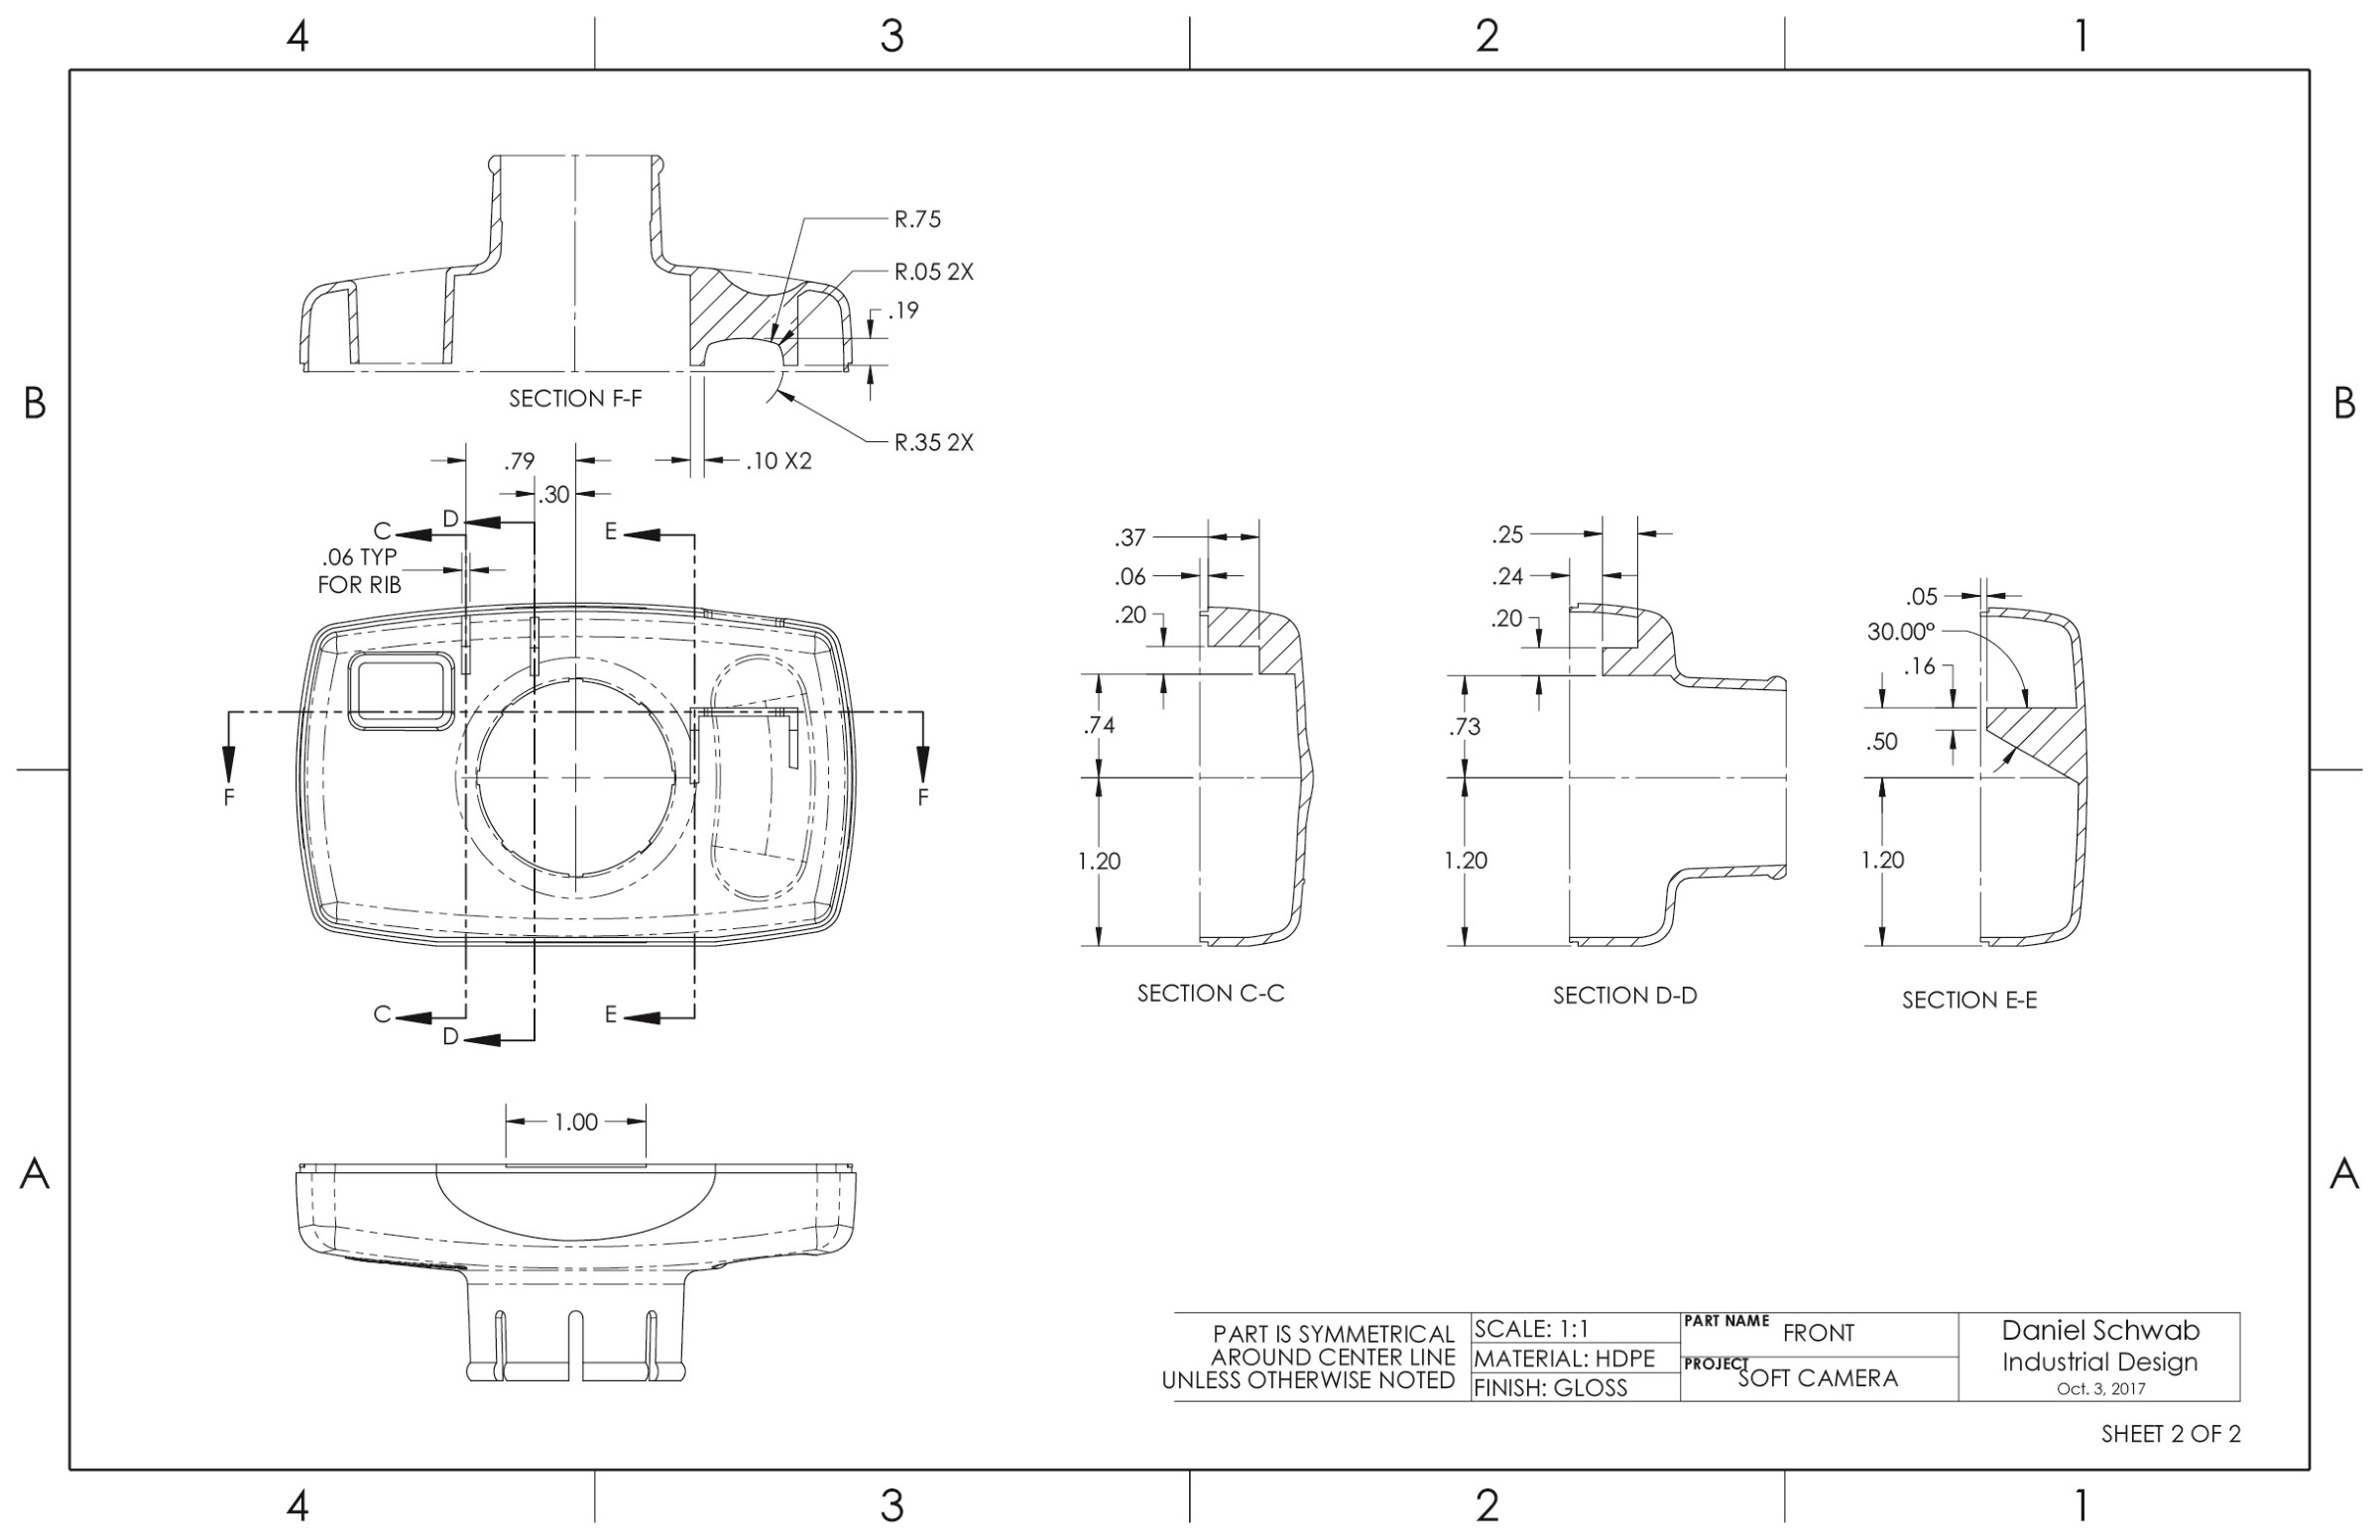 4 3 2 1
R.75
R.05 2X
.19
B B
SECTION F-F
R.35 2X
.79
.10 X2
.30
D
C E
.06 TYP
FOR RIB
F F
C E
D
.37
.06
.20
.74
1.20
SECTION C-C
.25
.24
.20
.73
1.20
SECTION D-D
.05
30.00°
.16
.50
1.20
SECTION E-E
1.00
A A
PART IS SYMMETRICAL
AROUND CENTER LINE
UNLESS OTHERWISE NOTED
SCALE: 1:1
MATERIAL: HDPE
FINISH: GLOSS
PART NAME FRONT
PROJECT SOFT CAMERA
Daniel Schwab
Industrial Design
Oct. 3, 2017
SHEET 2 OF 2
4 3 2 1